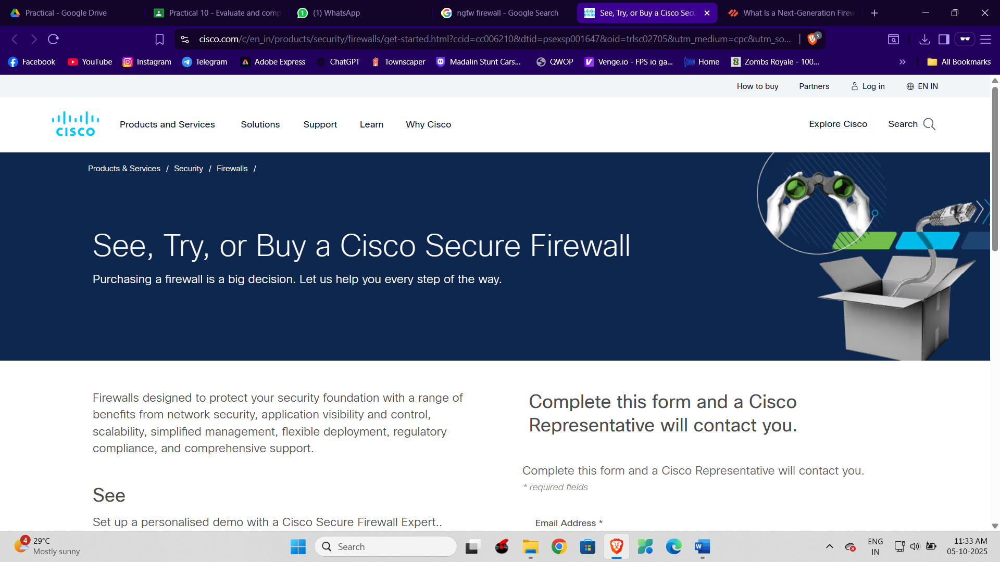 Practical - Google Drive
Practical 10 - Evaluate and comp
(1) WhatsApp
ngfw firewall - Google Search
See, Try, or Buy a Cisco Secu
What Is a Next-Generation Firew
cisco.com/c/en_in/products/security/firewalls/get-started.html?ccid=cc006210&dtid=psexsp001647&oid=trlsc02705&utm_medium=cpc&utm_so...
5
Facebook
YouTube
Instagram
Telegram
Adobe Express
ChatGPT
Townscaper
Madalin Stunt Cars...
QWOP
Venge.io - FPS io ga...
Home
Zombs Royale - 100...
All Bookmarks
How to buy
Partners
Log in
EN IN
CISCO
Products and Services
Solutions
Support
Learn
Why Cisco
Explore Cisco
Search
Products & Services / Security / Firewalls /
See, Try, or Buy a Cisco Secure Firewall
Purchasing a firewall is a big decision. Let us help you every step of the way.
Firewalls designed to protect your security foundation with a range of
benefits from network security, application visibility and control,
scalability, simplified management, flexible deployment, regulatory
compliance, and comprehensive support.
See
Set up a personalised demo with a Cisco Secure Firewall Expert..
Complete this form and a Cisco
Representative will contact you.
Complete this form and a Cisco Representative will contact you.
* required fields
Email Address *
4
29°C
Mostly sunny
Search
ENG
IN
11:33 AM
05-10-2025